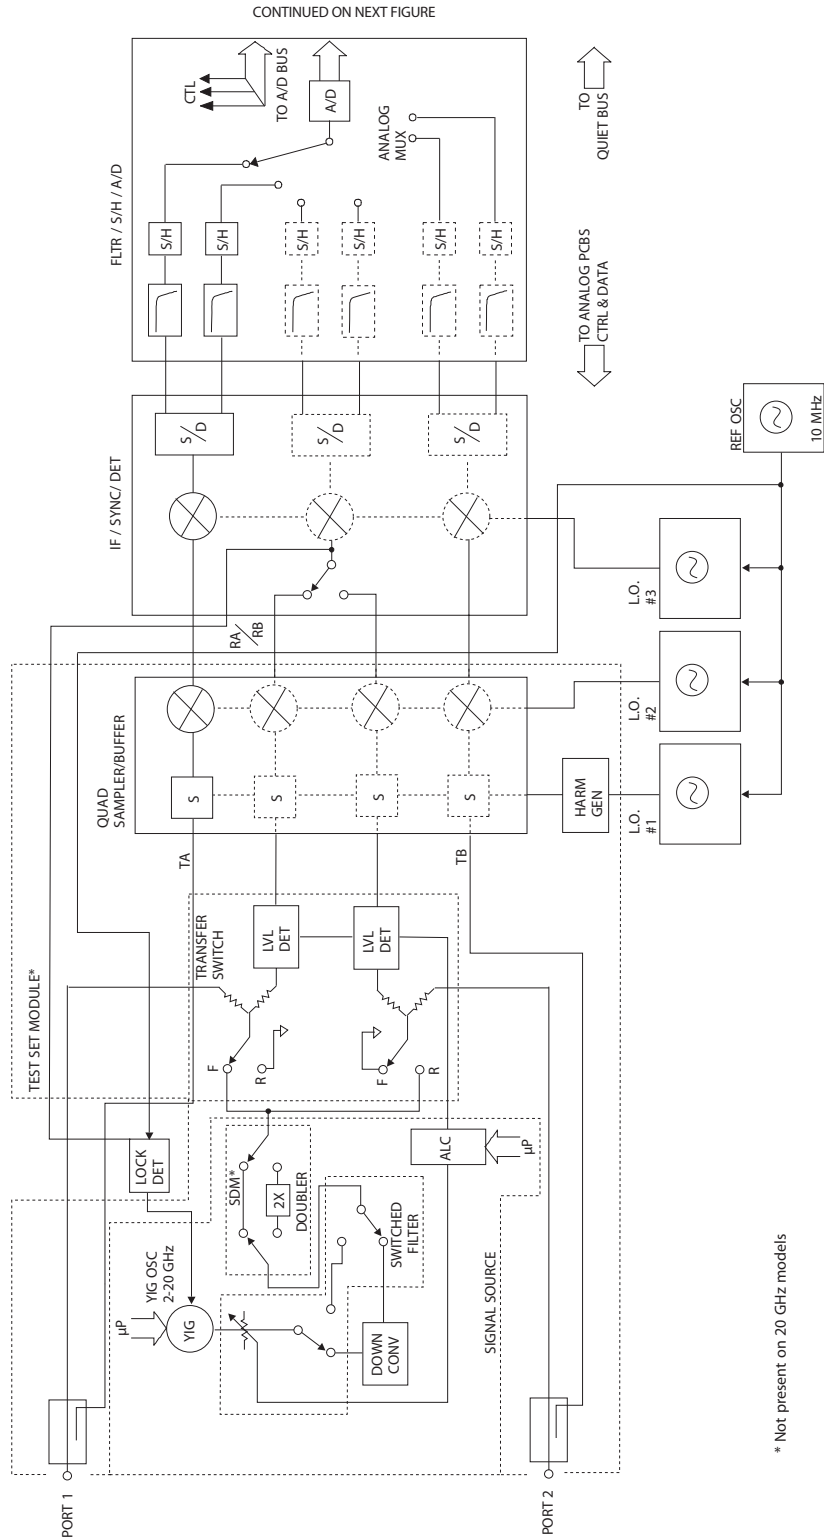 CONTINUED ON NEXT FIGURE
FLTR / S/H / A/D
CTL
TO A/D BUS
A/D
ANALOG
MUX
S/H
S/H
S/H
S/H
S/H
S/H
TO
QUIET BUS
TO ANALOG PCBS
CTRL & DATA
IF / SYNC/ DET
S/D
S/D
S/D
REF OSC
10 MHz
RA/RB
L.O.
#3
L.O.
#2
L.O.
#1
QUAD
SAMPLER/BUFFER
S
S
S
S
HARM
GEN
TA
TB
TEST SET MODULE*
TRANSFER
SWITCH
LVL
DET
LVL
DET
F
R
F
R
LOCK
DET
SDM*
2X
DOUBLER
ALC
µP
SWITCHED
FILTER
YIG OSC
2-20 GHz
µP
YIG
DOWN
CONV
SIGNAL SOURCE
PORT 1
PORT 2
* Not present on 20 GHz models